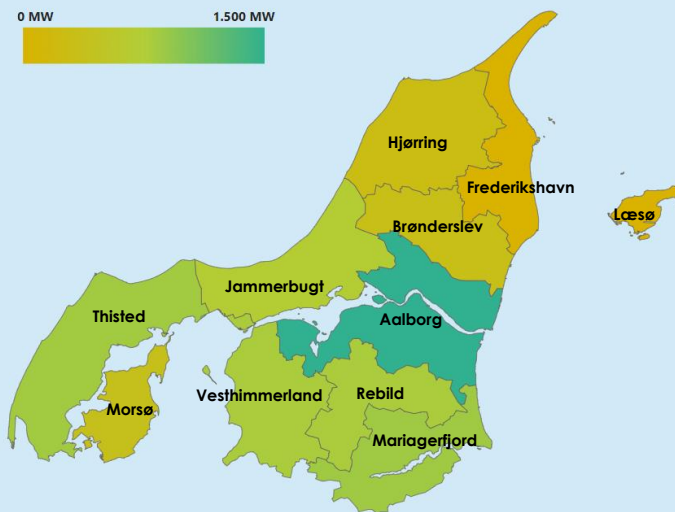 0 MW 1.500 MW
Hjørring
Frederikshavn
Læsø
Brønderslev
Jammerbugt
Thisted
Aalborg
Vesthimmerland
Rebild
Morsø
Mariagerfjord